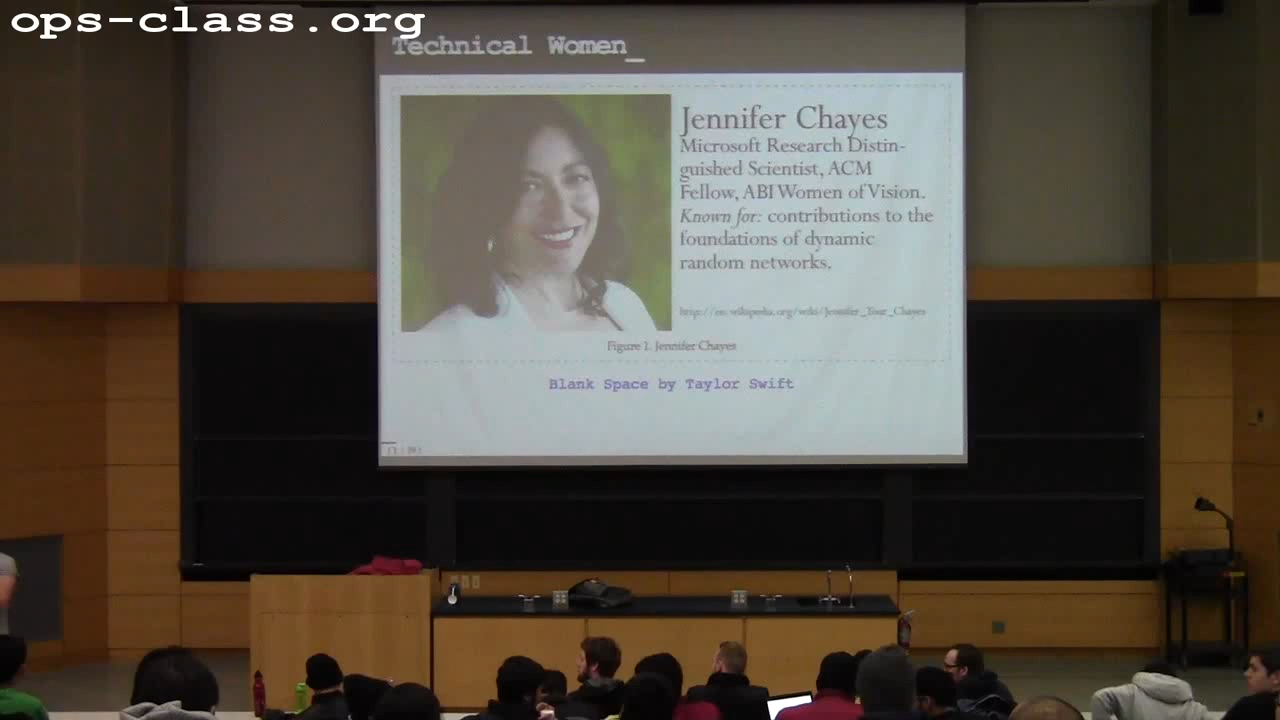 ops-class.org
Technical Women_
Jennifer Chayes
Microsoft Research Distin-
guished Scientist, ACM
Fellow, ABI Women of Vision.
Known for: contributions to the
foundations of dynamic
random networks.
http://en.wikipedia.org/wiki/Jennifer_Tour_Chayes
Figure 1. Jennifer Chayes
Blank Space by Taylor Swift